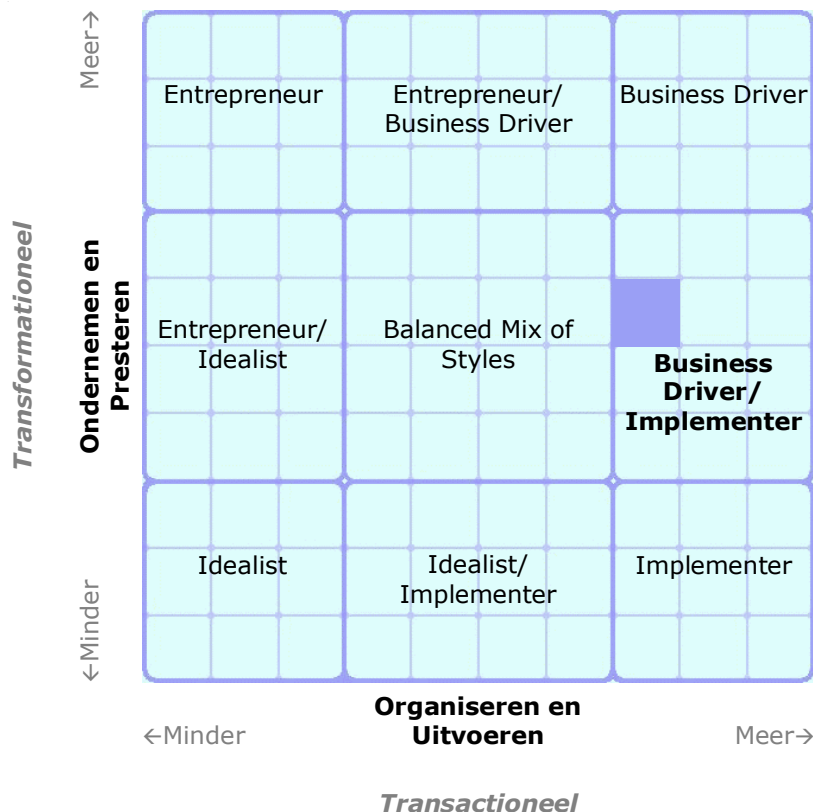 Meer→
Entrepreneur
Entrepreneur/
Business Driver
Business Driver
Transformationeel
Ondernemen en
Presteren
Entrepreneur/
Idealist
Balanced Mix of
Styles
Business
Driver/
Implementer
Idealist
Idealist/
Implementer
Implementer
←Minder
←Minder
Organiseren en
Uitvoeren
Meer→
Transactioneel